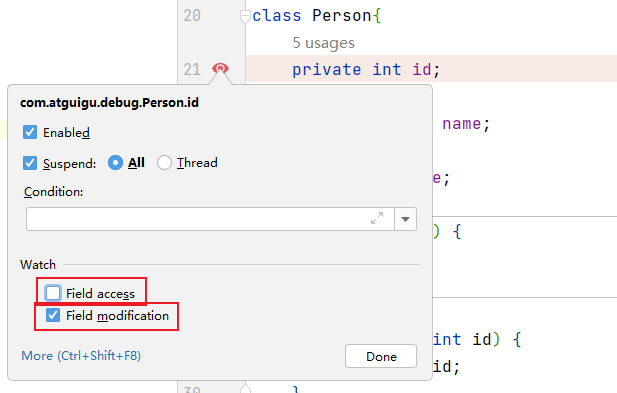 20 class Person{
5 usages
21 private int id;
com.atguigu.debug.Person.id
name;
Enabled
Suspend: All Thread
e;
Condition:
) {
Watch
Field access
Field modification
int id) {
More (Ctrl+Shift+F8) Done
id;
30 }